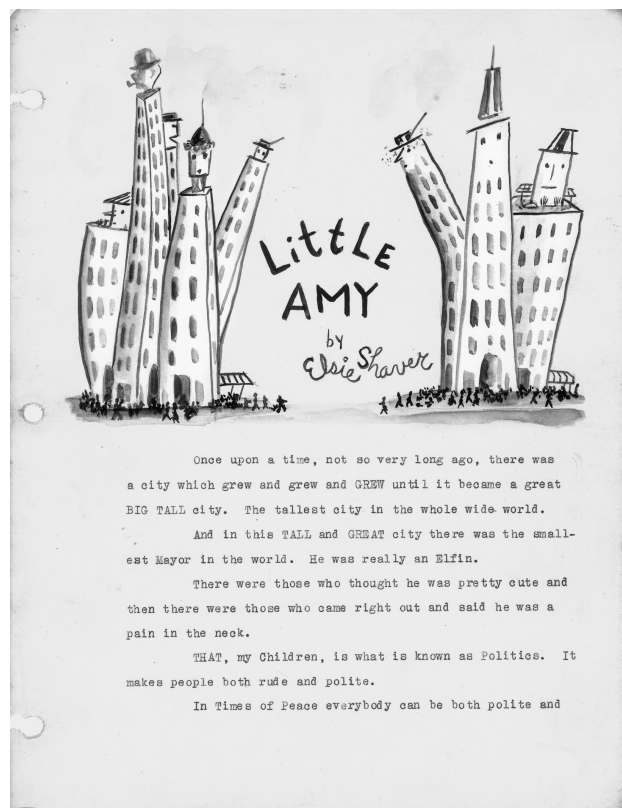 LittLE
AMY
by
Elsie Shaver
Once upon a time, not so very long ago, there was
a city which grew and grew and GREW until it became a great
BIG TALL city. The tallest city in the whole wide world.
And in this TALL and GREAT city there was the small-
est Mayor in the world. He was really an Elfin.
There were those who thought he was pretty cute and
then there were those who came right out and said he was a
pain in the neck.
THAT, my Children, is what is known as Politics. It
makes people both rude and polite.
In Times of Peace everybody can be both polite and